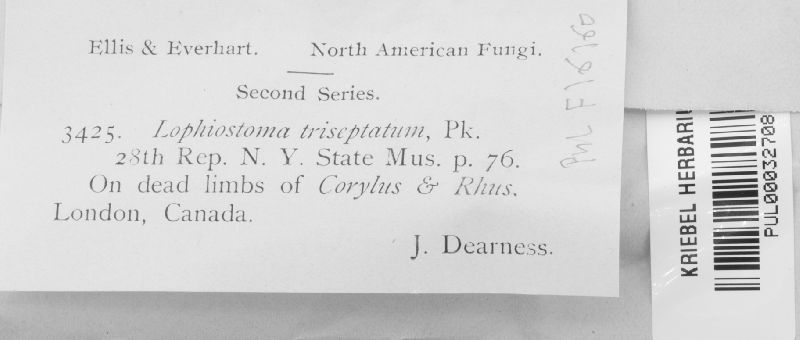 Ellis & Everhart. North American Fungi.
Second Series.
3425. Lophiostoma triseptatum, Pk.
28th Rep. N. Y. State Mus. p. 76.
On dead limbs of Corylus & Rhus.
London, Canada.
J. Dearness.
PUL F16160
KRIEBEL HERBARIU
PUL00032708